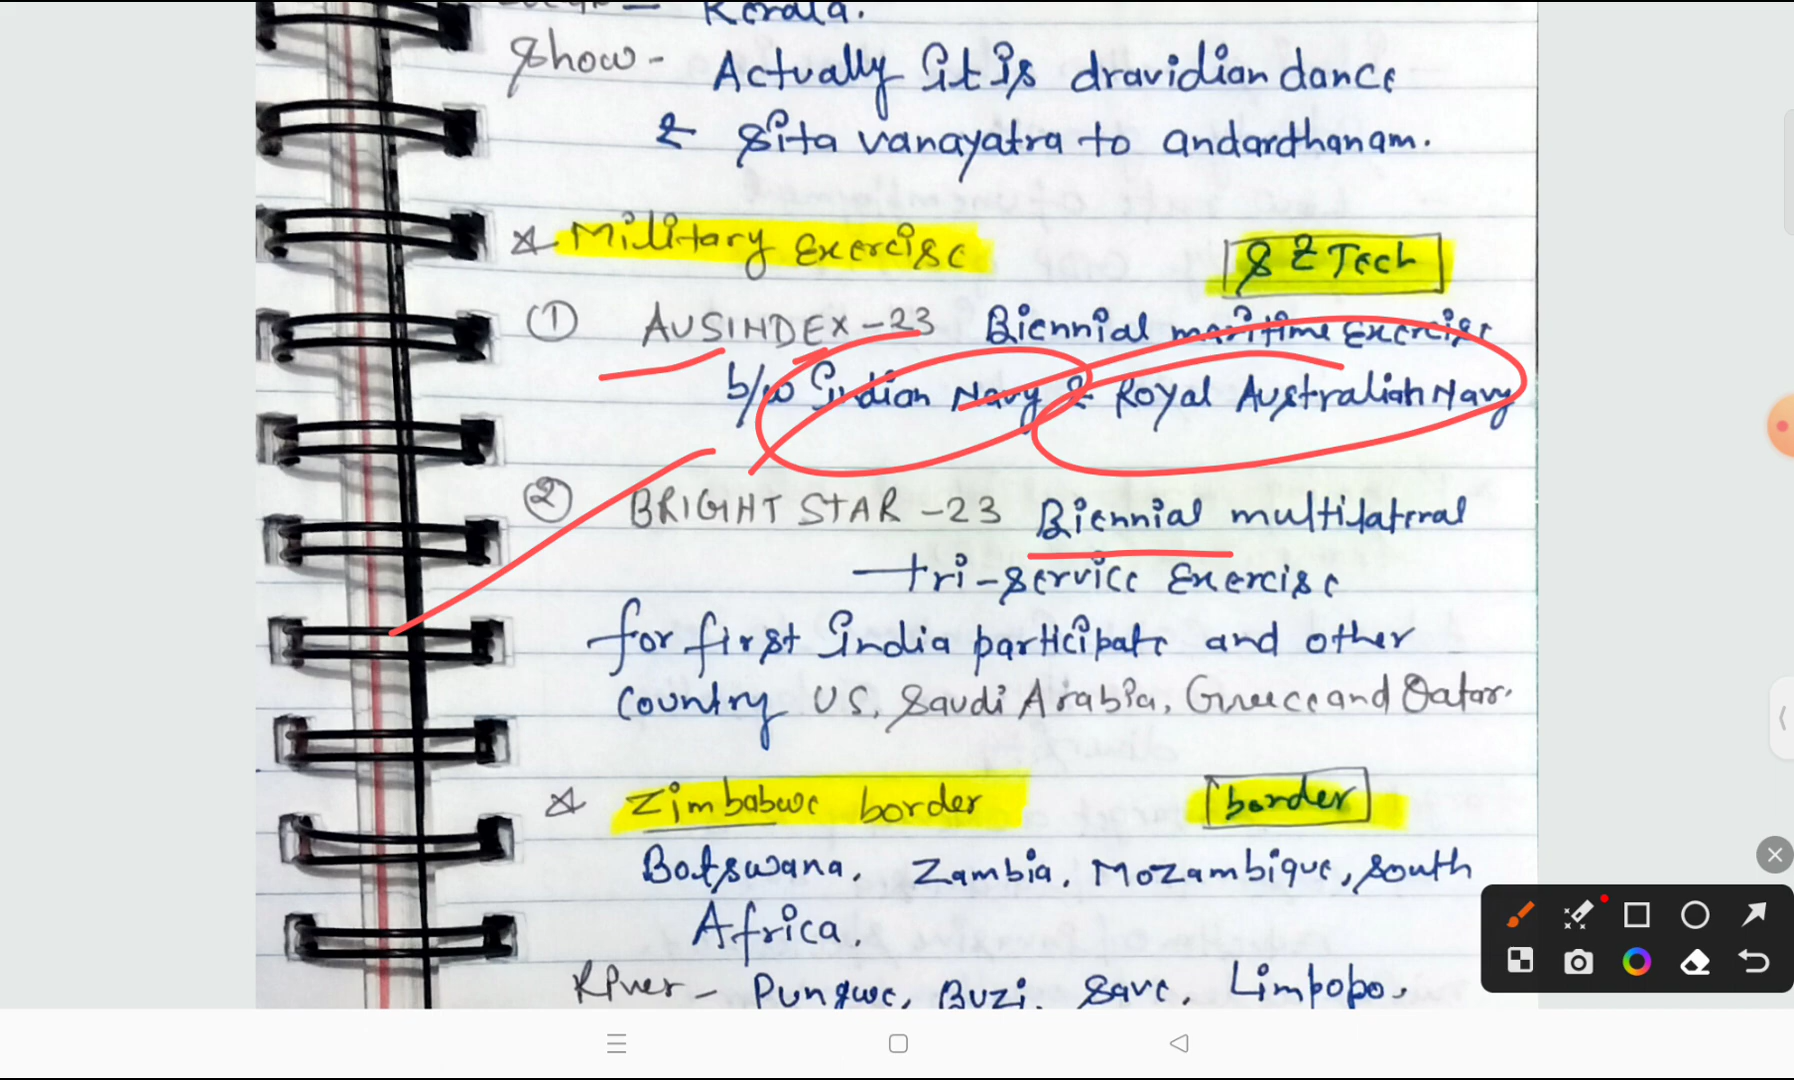 Kerala.
Show- Actually it is dravidian dance
& Sita vanayatra to andardhanam.
Military Exercise S & Tech
① AUSINDEX-23 Biennial maritime Exercise
b/w Indian Navy & Royal Australian Navy
② BRIGHT STAR -23 Biennial multilateral
tri-service Exercise
for first India participate and other
Country US, Saudi Arabia, Greece and Qatar.
Zimbabwe border border
Botswana, Zambia, Mozambique, South
Africa.
River- Pungwe, Buzi, Save, Limpopo,